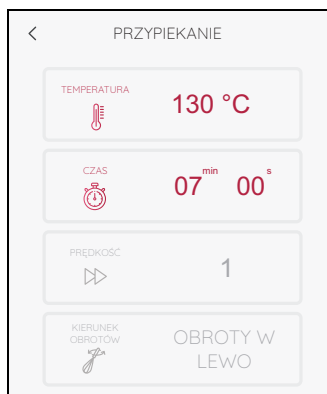 PRZYPIEKANIE
TEMPERATURA
130 °C
CZAS
07 min 00 s
PRĘDKOŚĆ
1
KIERUNEK
OBROTÓW
OBROTY W
LEWO